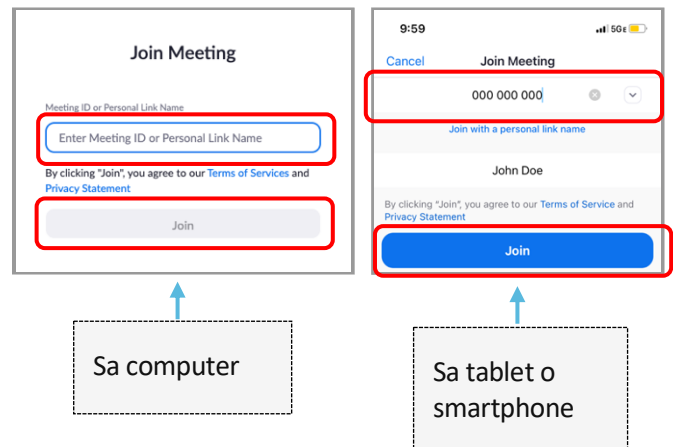 Join Meeting
Meeting ID or Personal Link Name
Enter Meeting ID or Personal Link Name
By clicking "Join", you agree to our Terms of Services and
Privacy Statement
Join
Sa computer
9:59
5GE
Cancel
Join Meeting
000 000 000
Join with a personal link name
John Doe
By clicking "Join", you agree to our Terms of Service and
Privacy Statement
Join
Sa tablet o
smartphone